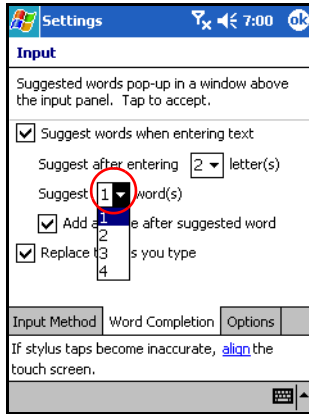 Settings 7:00 ok
Input
Suggested words pop-up in a window above
the input panel. Tap to accept.
Suggest words when entering text
Suggest after entering 2 letter(s)
Suggest 1 word(s)
1
Add a e after suggested word
2
Replace t s you type
3
4
Input Method Word Completion Options
If stylus taps become inaccurate, align the
touch screen.